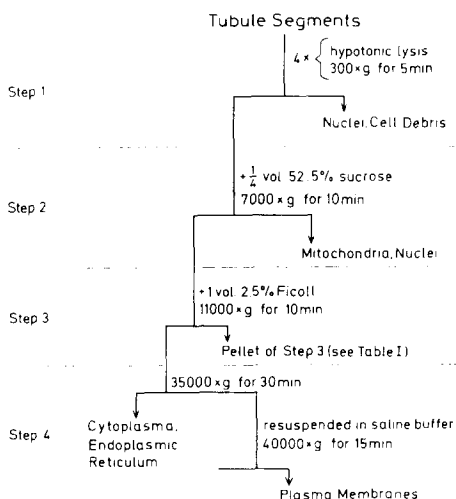 Tubule Segments
4× { hypotonic lysis
300×g for 5min
Step 1
Nuclei, Cell Debris
+ 1/4 vol 52.5% sucrose
7000×g for 10min
Step 2
Mitochondria, Nuclei
+1 vol. 2.5% Ficoll
11000×g for 10min
Step 3
Pellet of Step 3 (see Table I)
35000×g for 30min
Step 4
Cytoplasma,
Endoplasmic
Reticulum
resuspended in saline buffer
40000×g for 15min
Plasma Membranes